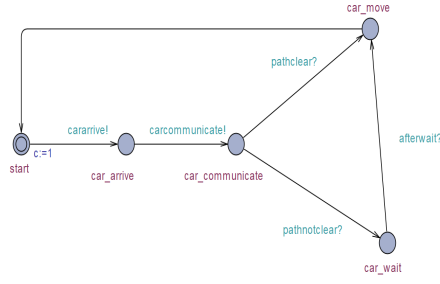 car_move
pathclear?
cararrive!
carcommunicate!
afterwait?
c:=1
start
car_arrive
car_communicate
pathnotclear?
car_wait